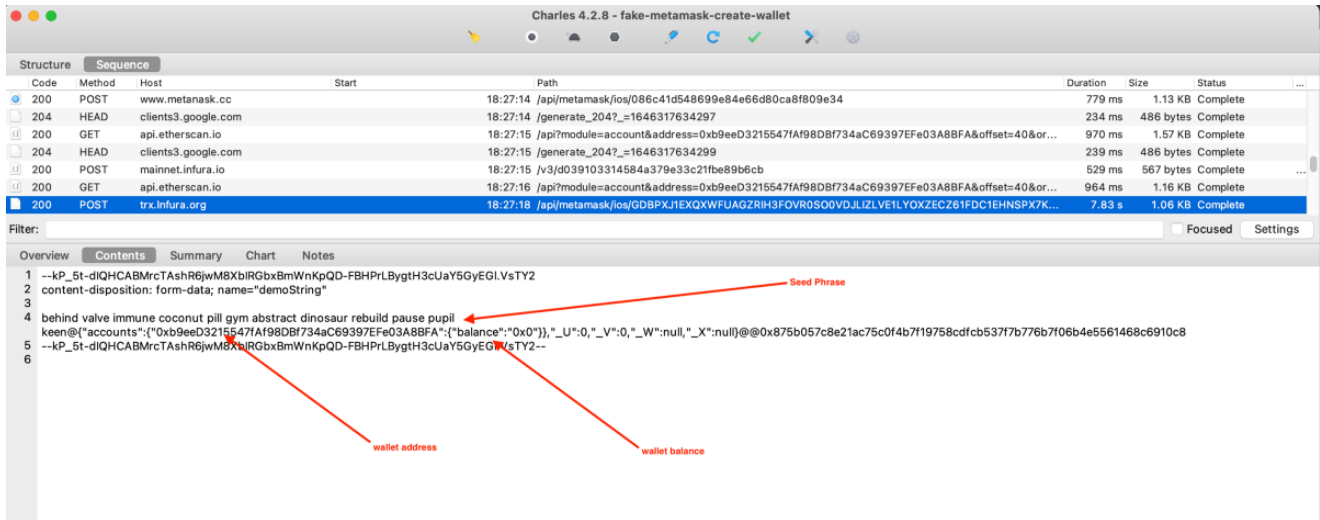 Charles 4.2.8 - fake-metamask-create-wallet
Structure Sequence
Code Method Host Start Path Duration Size Status ...
200 POST www.metanask.cc 18:27:14 /api/metamask/ios/086c41d548699e84e66d80ca8f809e34 779 ms 1.13 KB Complete
204 HEAD clients3.google.com 18:27:14 /generate_204?_=1646317634297 234 ms 486 bytes Complete
200 GET api.etherscan.io 18:27:15 /api?module=account&address=0xb9eeD3215547fAf98DBf734aC69397EFe03A8BFA&offset=40&or... 970 ms 1.57 KB Complete
204 HEAD clients3.google.com 18:27:15 /generate_204?_=1646317634299 239 ms 486 bytes Complete
200 POST mainnet.infura.io 18:27:15 /v3/d039103314584a379e33c21fbe89b6cb 529 ms 567 bytes Complete ...
200 GET api.etherscan.io 18:27:16 /api?module=account&address=0xb9eeD3215547fAf98DBf734aC69397EFe03A8BFA&offset=40&or... 964 ms 1.16 KB Complete
200 POST trx.lnfura.org 18:27:18 /api/metamask/ios/GDBPXJ1EXQXWFUAGZRIH3FOVR0SO0VDJLIZLVE1LYOXZECZ61FDC1EHNSPX7K... 7.83 s 1.06 KB Complete
Filter: Focused Settings
Overview Contents Summary Chart Notes
1 --kP_5t-dlQHCABMrcTAshR6jwM8XblRGbxBmWnKpQD-FBHPrLBygtH3cUaY5GyEGI.VsTY2
2 content-disposition: form-data; name="demoString"
Seed Phrase
3
4 behind valve immune coconut pill gym abstract dinosaur rebuild pause pupil
keen@{"accounts":{"0xb9eeD3215547fAf98DBf734aC69397EFe03A8BFA":{"balance":"0x0"}},"_U":0,"_V":0,"_W":null,"_X":null}@@0x875b057c8e21ac75c0f4b7f19758cdfcb537f7b776b7f06b4e5561468c6910c8
5 --kP_5t-dlQHCABMrcTAshR6jwM8XblRGbxBmWnKpQD-FBHPrLBygtH3cUaY5GyEGI.VsTY2--
6
wallet address
wallet balance